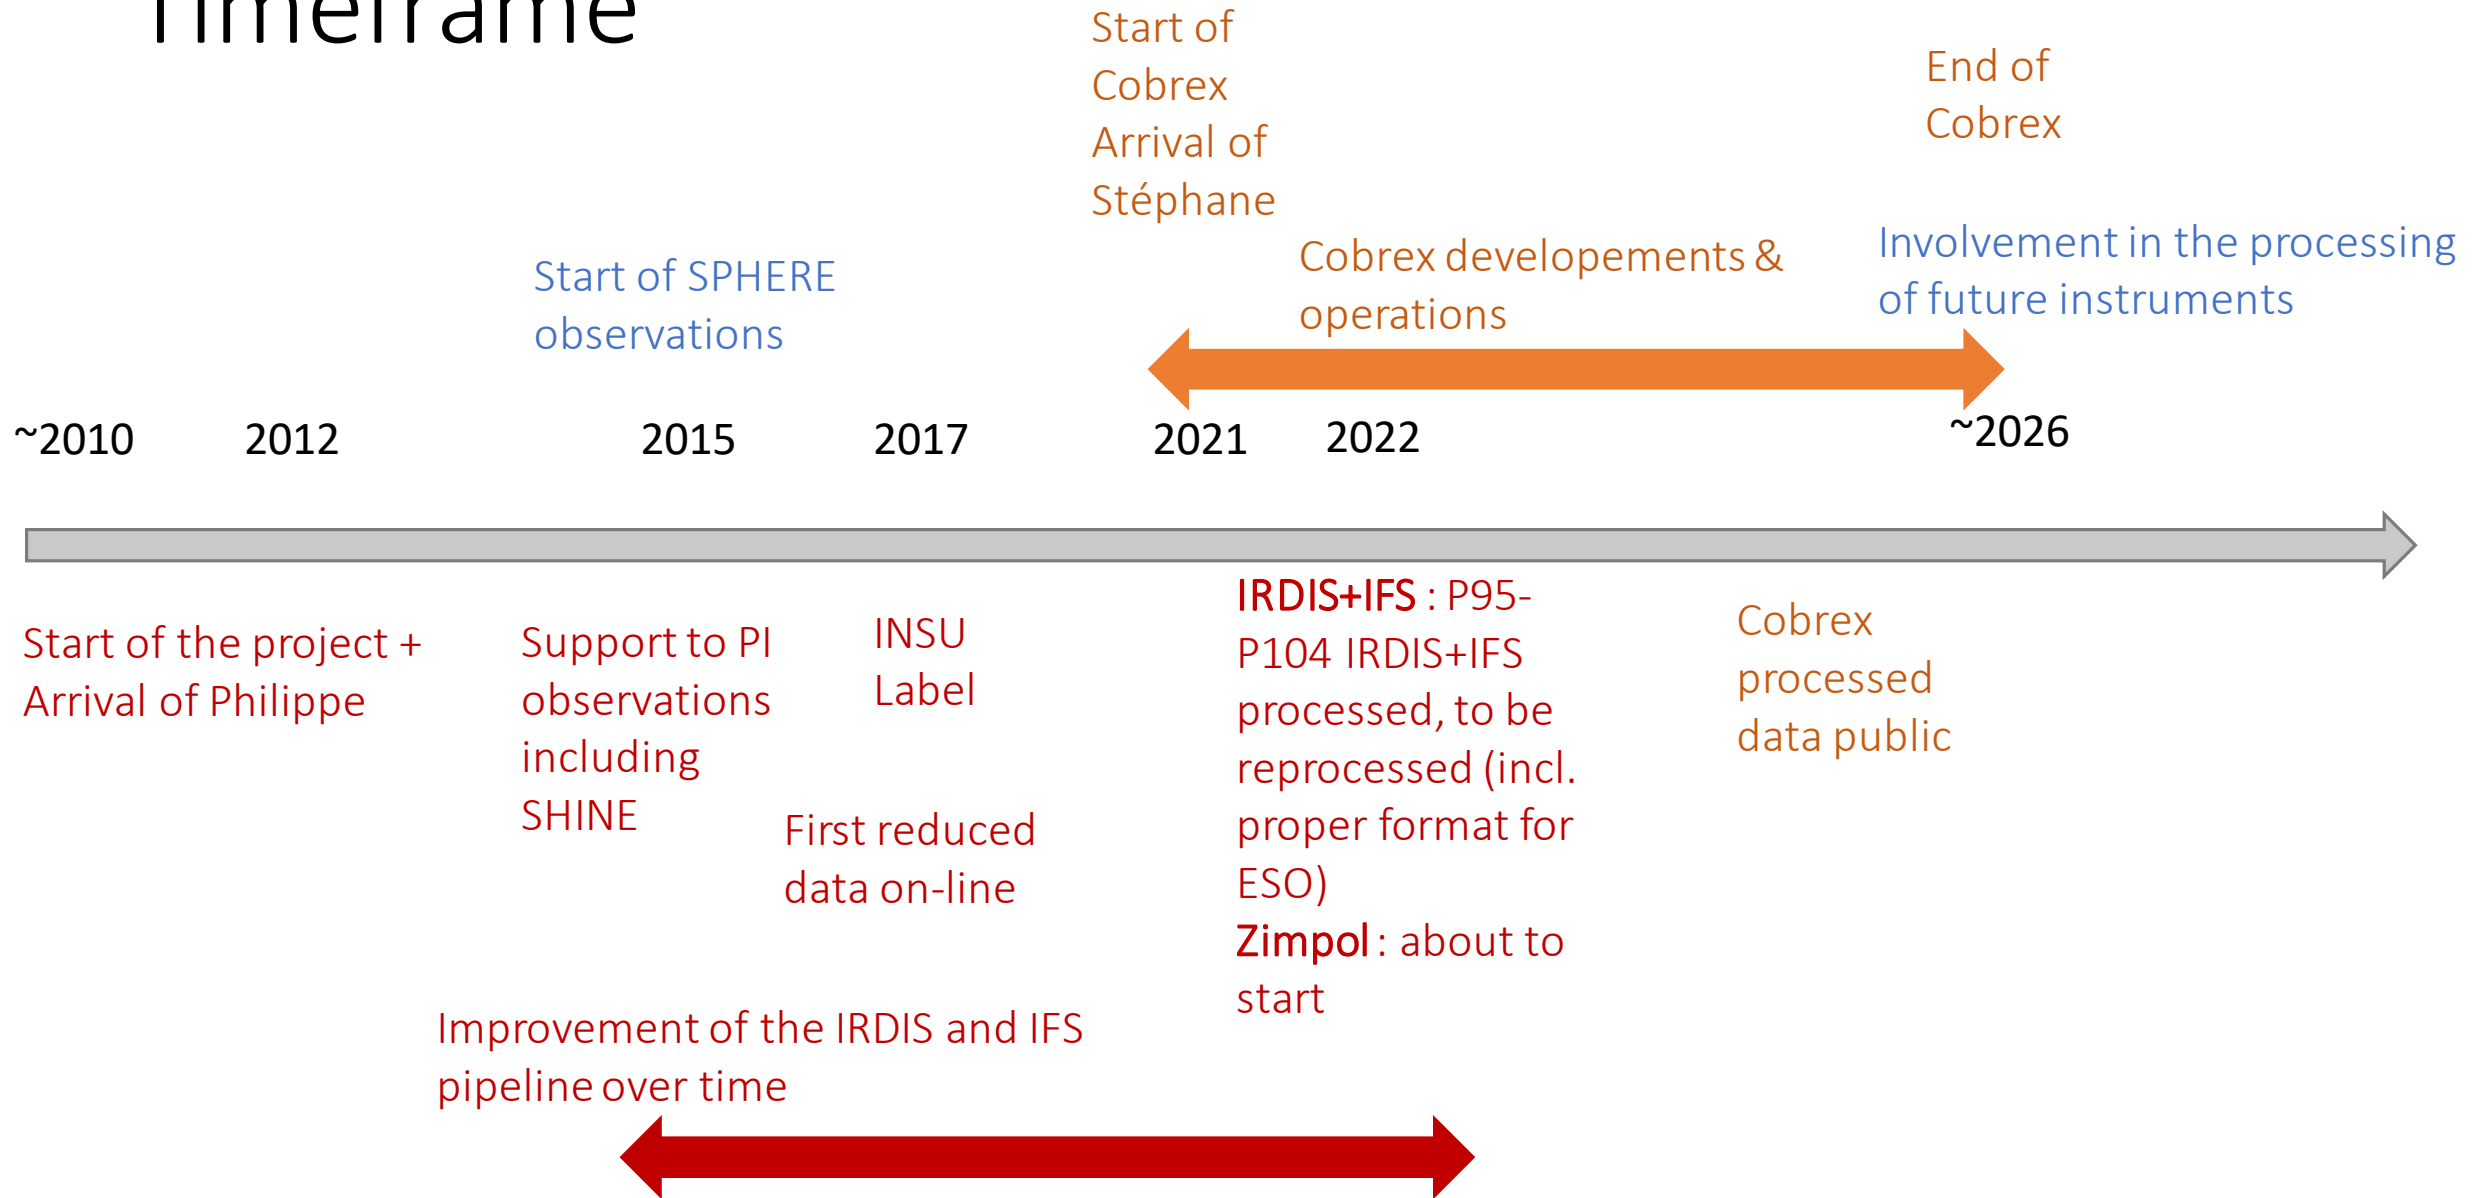 Timeframe
Start of
Cobrex
Arrival of
Stéphane
End of
Cobrex
Start of SPHERE
observations
Cobrex developements &
operations
Involvement in the processing
of future instruments
~2010
2012
2015
2017
2021
2022
~2026
Start of the project +
Arrival of Philippe
Support to PI
observations
including
SHINE
INSU
Label
First reduced
data on-line
IRDIS+IFS : P95-
P104 IRDIS+IFS
processed, to be
reprocessed (incl.
proper format for
ESO)
Zimpol : about to
start
Cobrex
processed
data public
Improvement of the IRDIS and IFS
pipeline over time